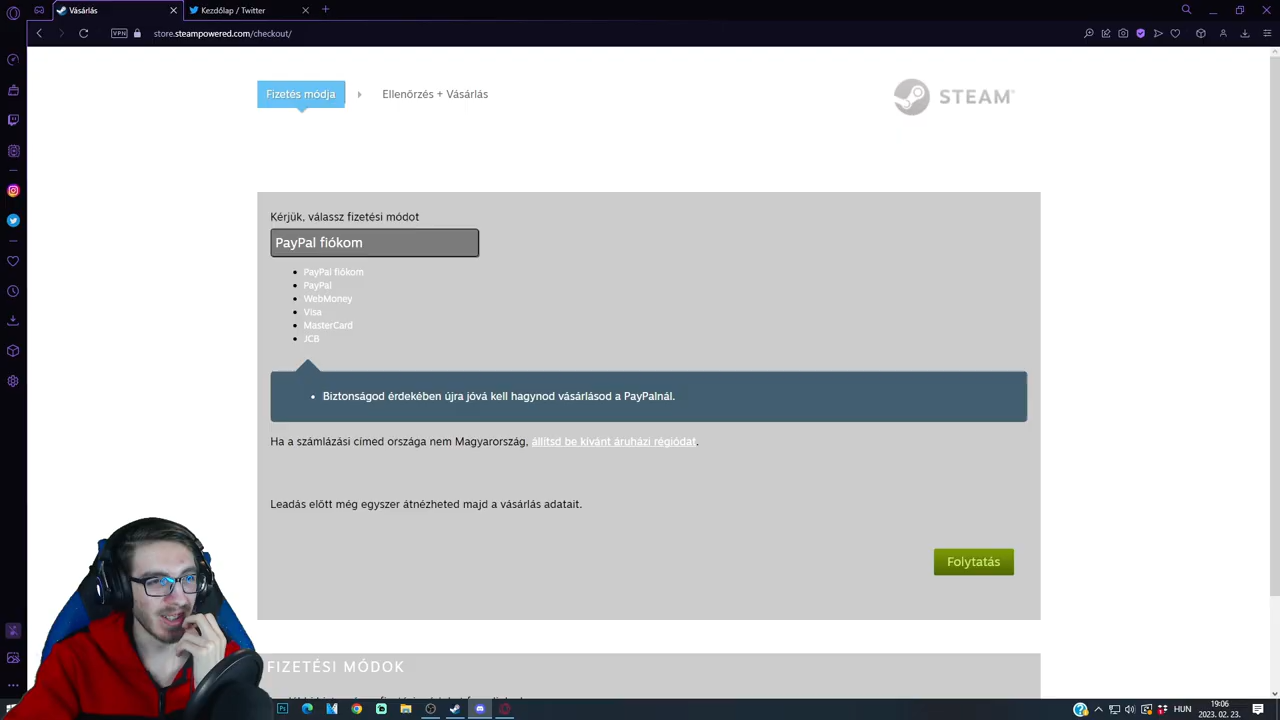 Vásárlás
Kezdőlap / Twitter
VPN
store.steampowered.com/checkout/
Fizetés módja
Ellenőrzés + Vásárlás
STEAM
Kérjük, válassz fizetési módot
PayPal fiókom
PayPal fiókom
PayPal
WebMoney
Visa
MasterCard
JCB
Biztonságod érdekében újra jóvá kell hagynod vásárlásod a PayPalnál.
Ha a számlázási címed országa nem Magyarország, állítsd be kívánt áruházi régiódat.
Leadás előtt még egyszer átnézheted majd a vásárlás adatait.
Folytatás
FIZETÉSI MÓDOK
HUN
19:06
2023. 02. 23.